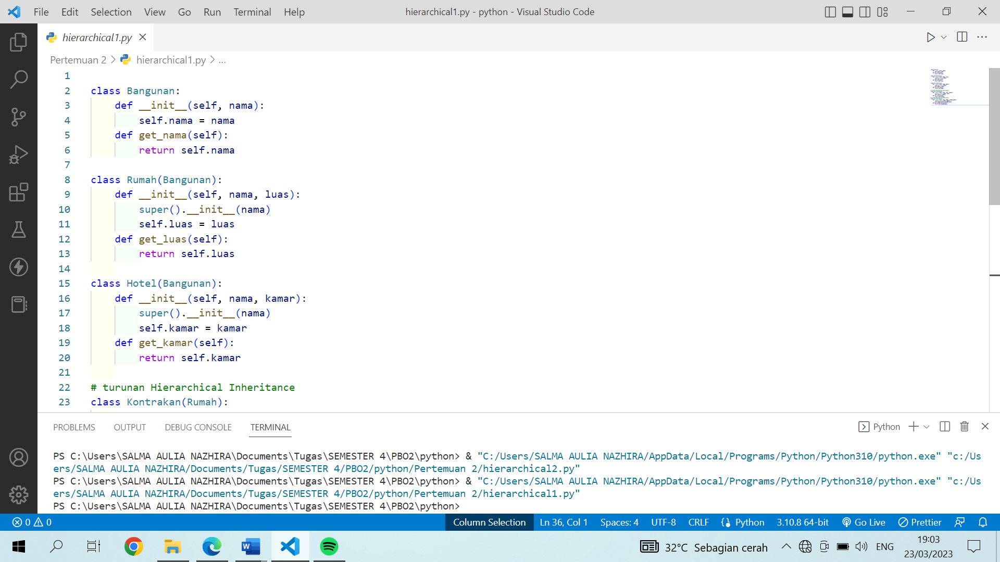 File Edit Selection View Go Run Terminal Help hierarchical1.py - python - Visual Studio Code
hierarchical1.py
Pertemuan 2 > hierarchical1.py > ...
1
2 class Bangunan:
3 def __init__(self, nama):
4 self.nama = nama
5 def get_nama(self):
6 return self.nama
7
8 class Rumah(Bangunan):
9 def __init__(self, nama, luas):
10 super().__init__(nama)
11 self.luas = luas
12 def get_luas(self):
13 return self.luas
14
15 class Hotel(Bangunan):
16 def __init__(self, nama, kamar):
17 super().__init__(nama)
18 self.kamar = kamar
19 def get_kamar(self):
20 return self.kamar
21
22 # turunan Hierarchical Inheritance
23 class Kontrakan(Rumah):
PROBLEMS OUTPUT DEBUG CONSOLE TERMINAL Python
PS C:\Users\SALMA AULIA NAZHIRA\Documents\Tugas\SEMESTER 4\PBO2\python> & "C:/Users/SALMA AULIA NAZHIRA/AppData/Local/Programs/Python/Python310/python.exe" "c:/Us
ers/SALMA AULIA NAZHIRA/Documents/Tugas/SEMESTER 4/PBO2/python/Pertemuan 2/hierarchical2.py"
PS C:\Users\SALMA AULIA NAZHIRA\Documents\Tugas\SEMESTER 4\PBO2\python> & "C:/Users/SALMA AULIA NAZHIRA/AppData/Local/Programs/Python/Python310/python.exe" "c:/Us
ers/SALMA AULIA NAZHIRA/Documents/Tugas/SEMESTER 4/PBO2/python/Pertemuan 2/hierarchical1.py"
PS C:\Users\SALMA AULIA NAZHIRA\Documents\Tugas\SEMESTER 4\PBO2\python>
0 0 Column Selection Ln 36, Col 1 Spaces: 4 UTF-8 CRLF Python 3.10.8 64-bit Go Live Prettier
32°C Sebagian cerah ENG 19:03
23/03/2023